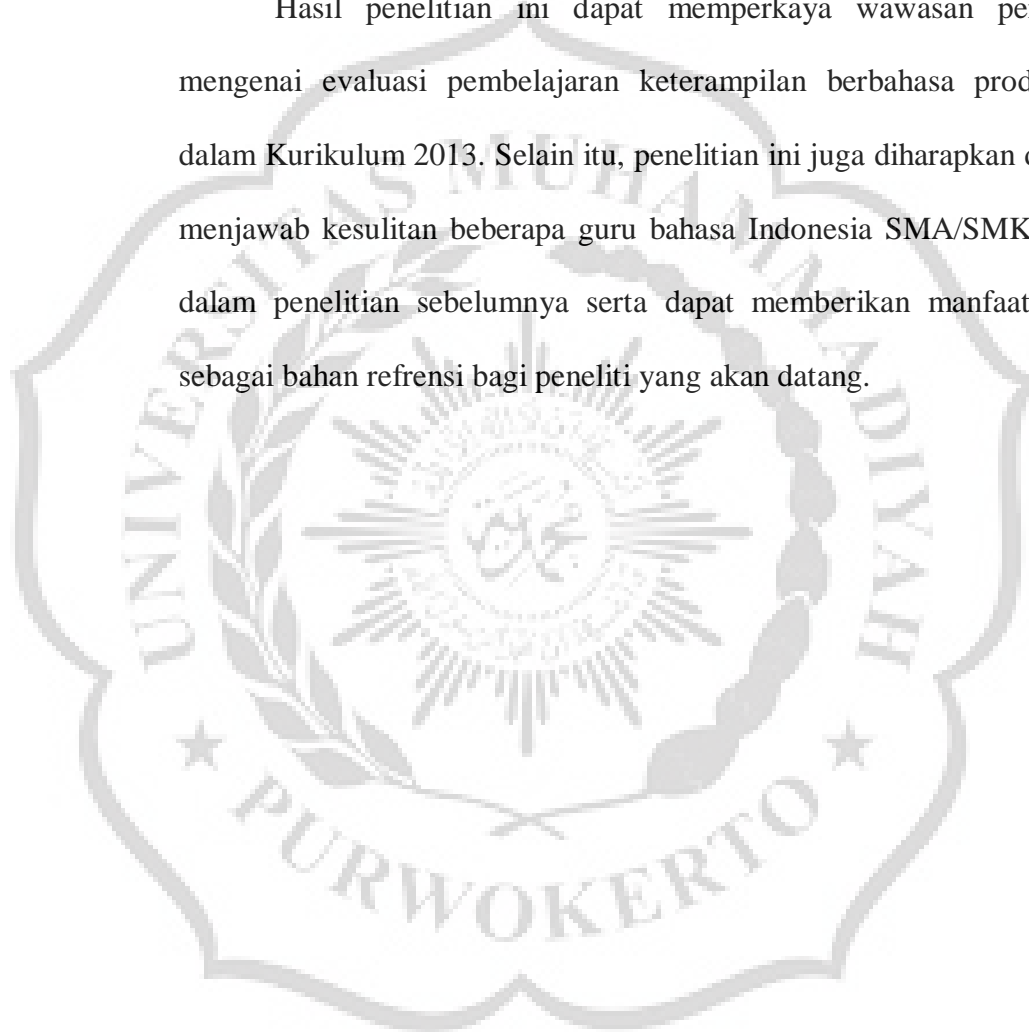 Hasil penelitian ini dapat memperkaya wawasan
mengenai evaluasi pembelajaran keterampilan berbahasa
dalam Kurikulum 2013. Selain itu, penelitian ini juga diharapkan
menjawab kesulitan beberapa guru bahasa Indonesia SMA/SMK
dalam penelitian sebelumnya serta dapat memberikan manfaat
sebagai bahan refrensi bagi peneliti yang akan datang.
UNIVERSITAS MUHAMMADIYAH
★ PURWOKERTO ★